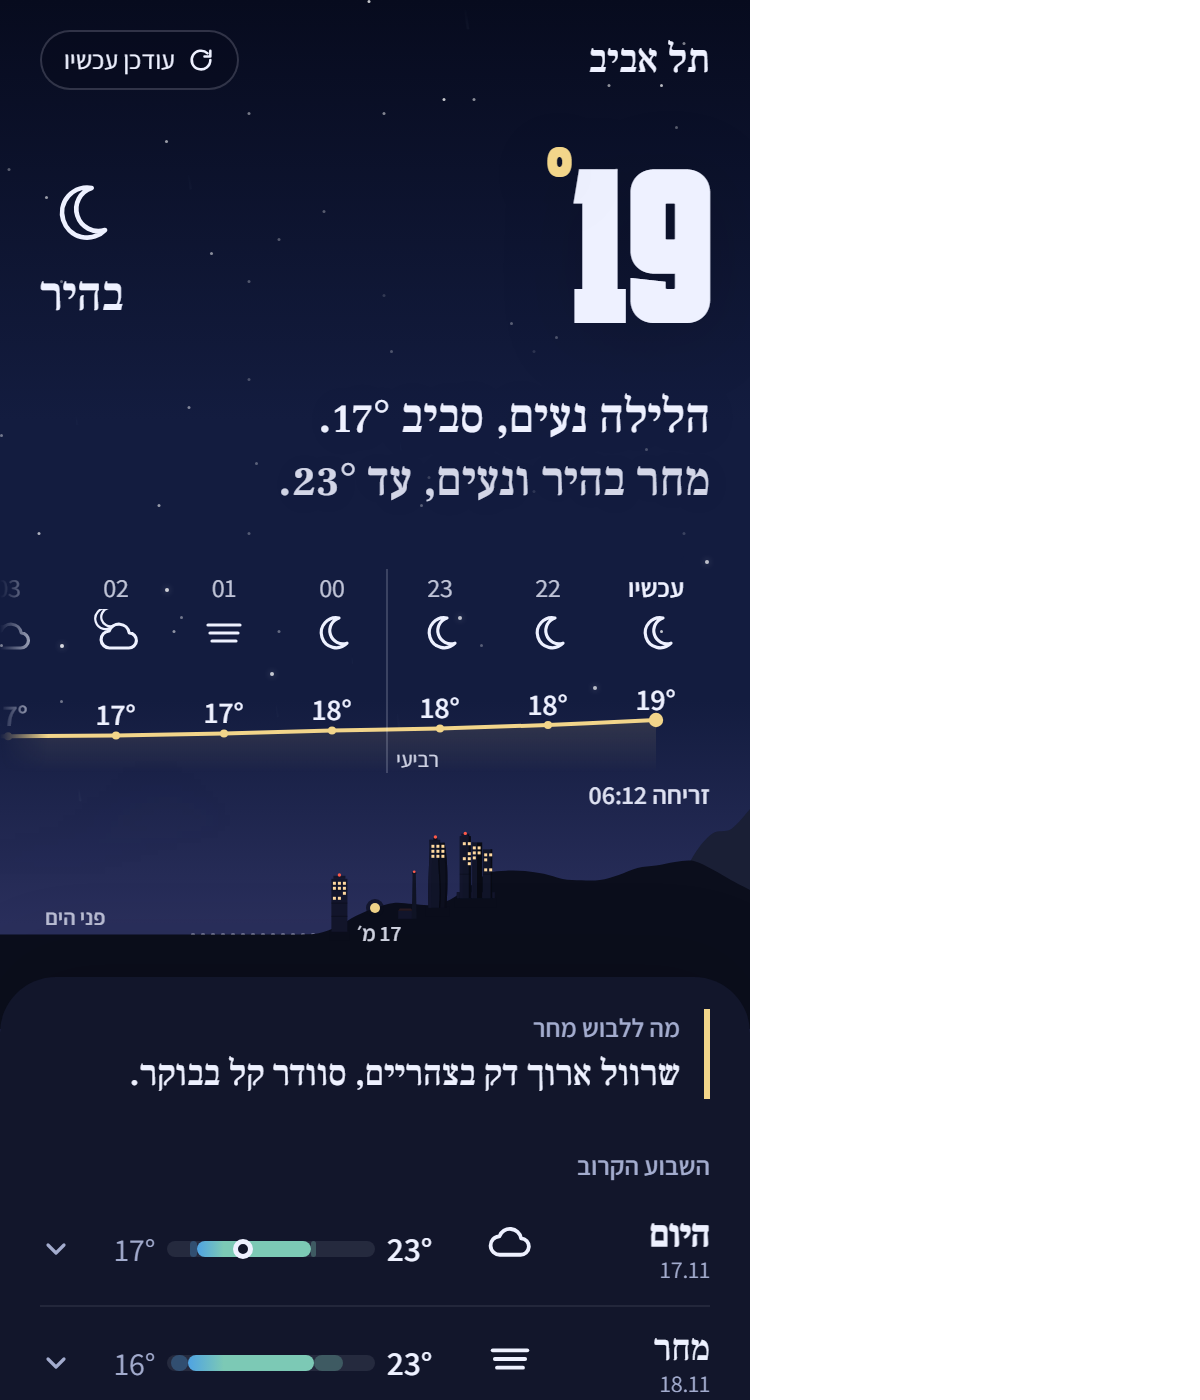 תל אביב
עודכן עכשיו
19°
בהיר
הלילה נעים, סביב 17°.
מחר בהיר ונעים, עד 23°.
עכשיו 22 23 00 01 02 03
19° 18° 18° 18° 17° 17° 7°
רביעי
זריחה 06:12
פני הים
17 מ׳
מה ללבוש מחר
שרוול ארוך דק בצהריים, סוודר קל בבוקר.
השבוע הקרוב
היום 23° 17°
17.11
מחר 23° 16°
18.11